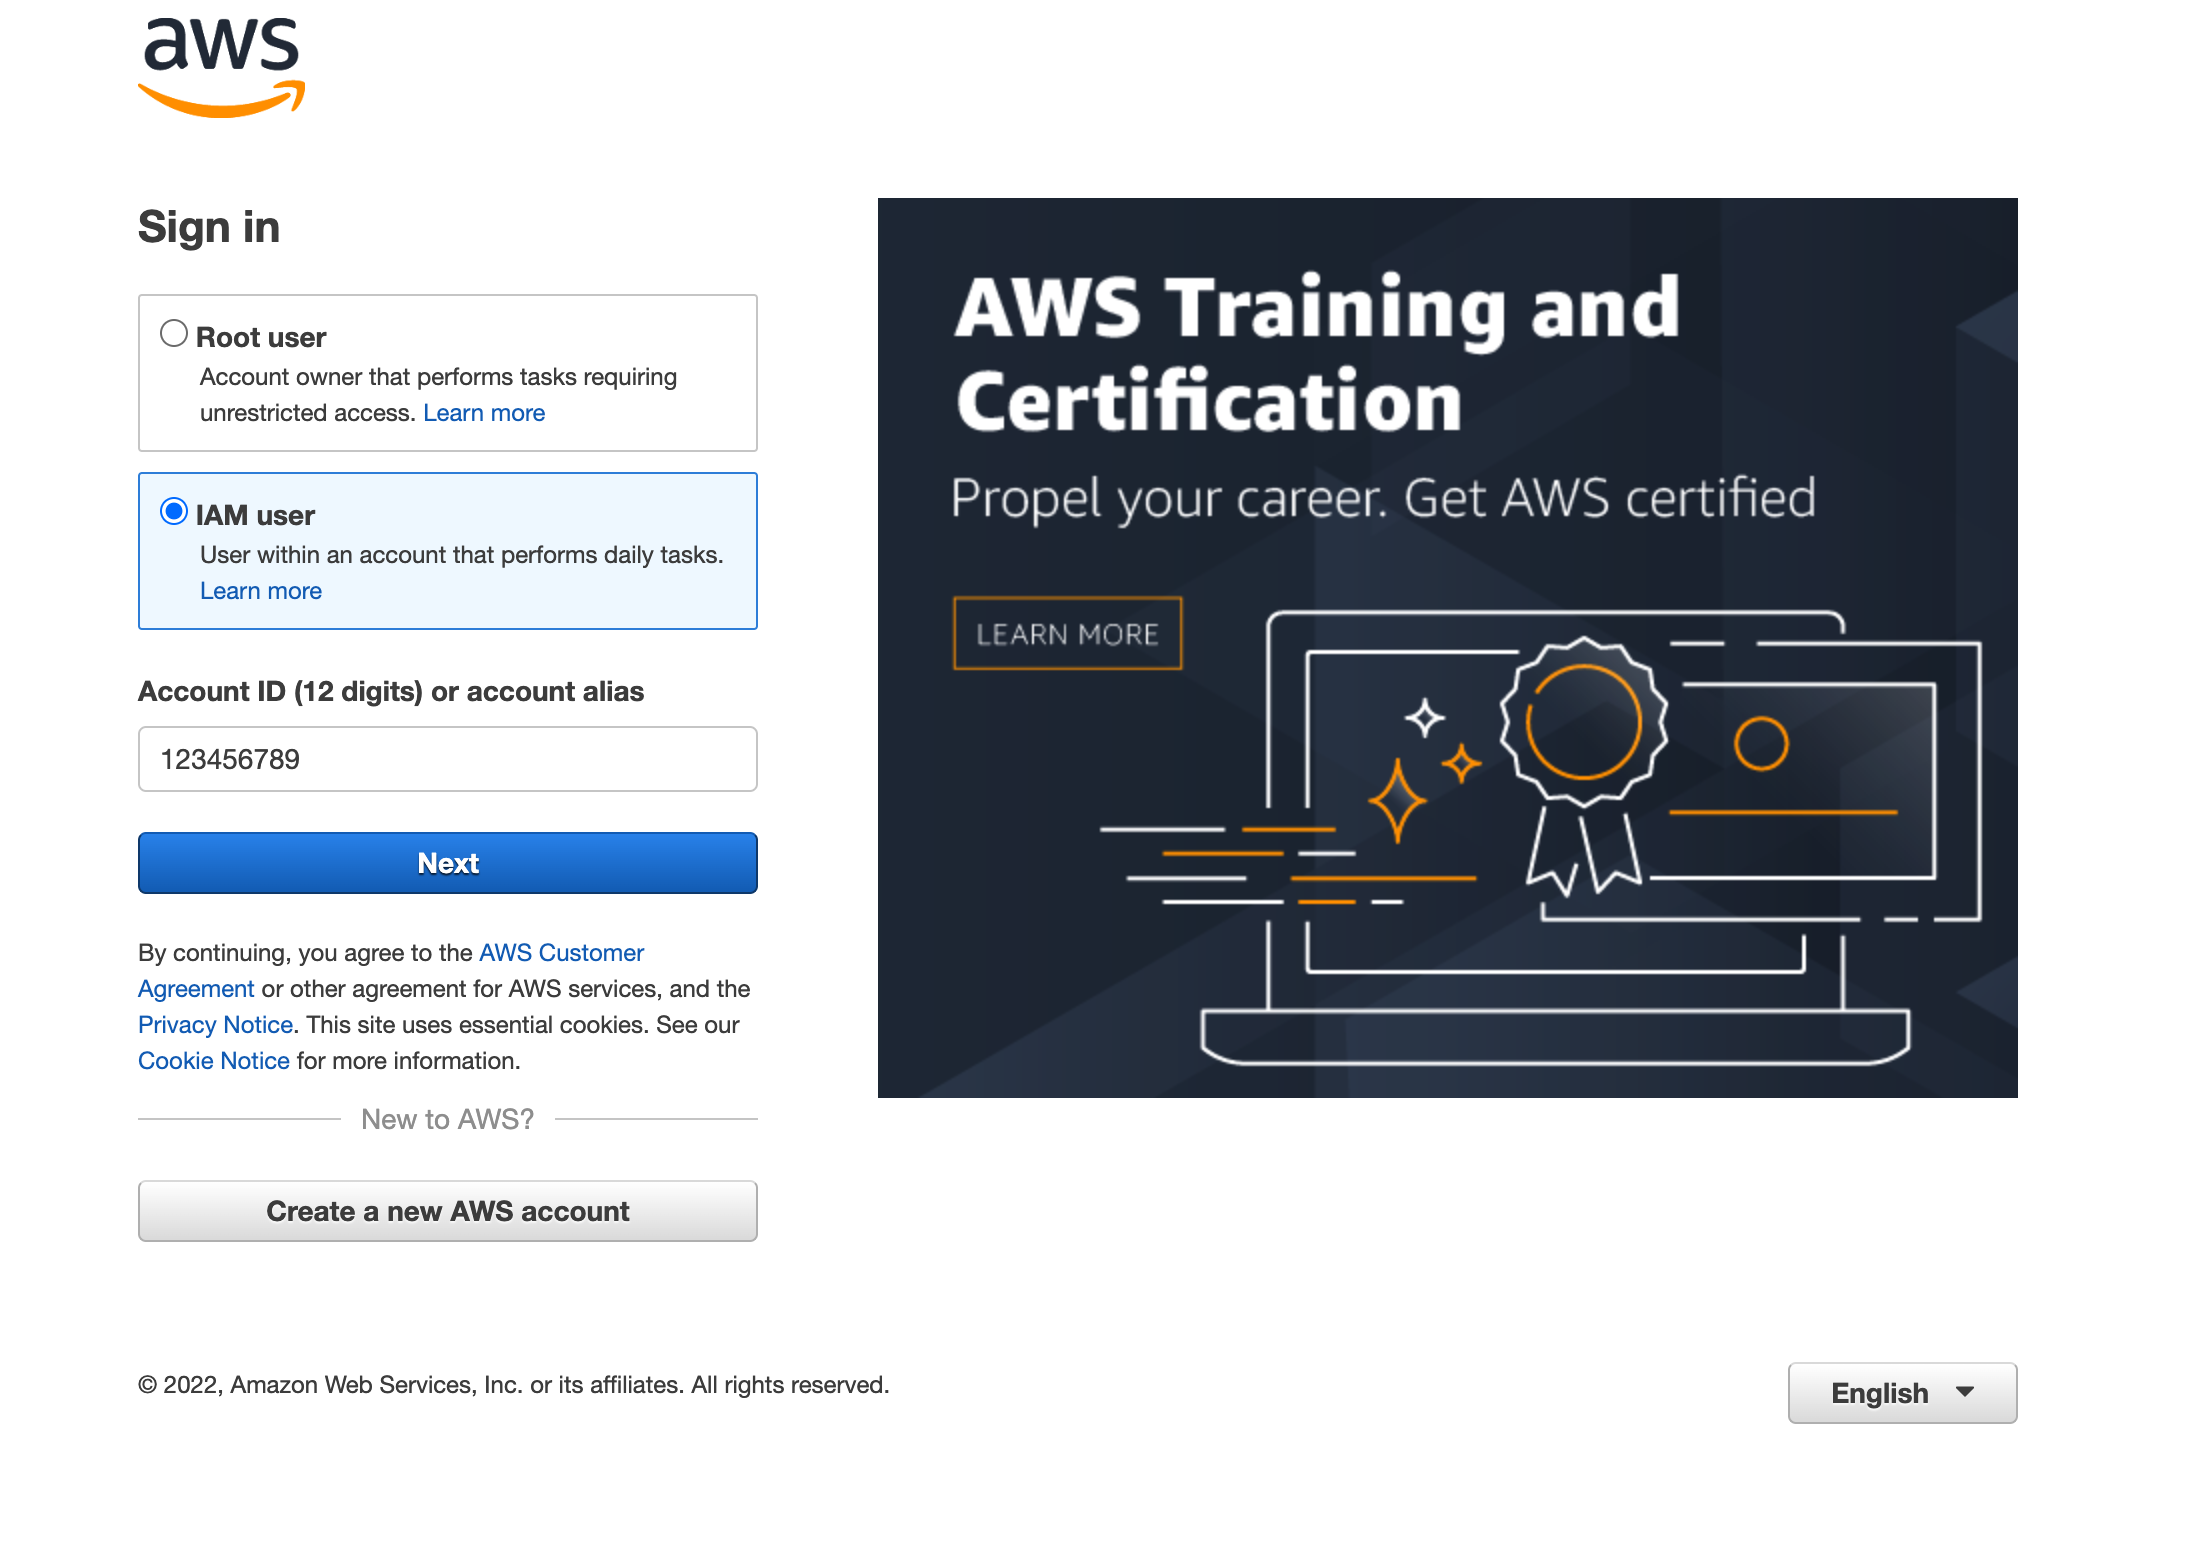 aws
Sign in
Root user
Account owner that performs tasks requiring
unrestricted access. Learn more
IAM user
User within an account that performs daily tasks.
Learn more
Account ID (12 digits) or account alias
123456789
Next
By continuing, you agree to the AWS Customer
Agreement or other agreement for AWS services, and the
Privacy Notice. This site uses essential cookies. See our
Cookie Notice for more information.
New to AWS?
Create a new AWS account
AWS Training and
Certification
Propel your career. Get AWS certified
LEARN MORE
© 2022, Amazon Web Services, Inc. or its affiliates. All rights reserved.
English